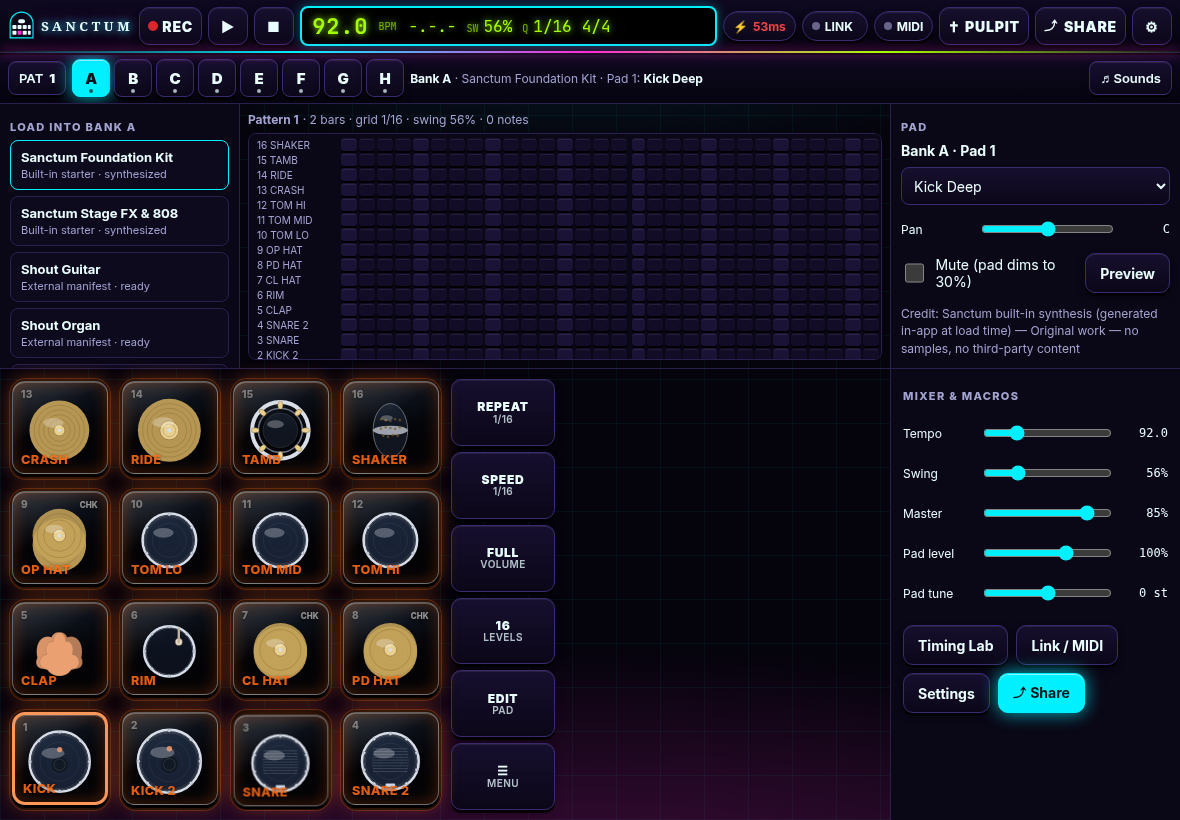 SANCTUM
REC
92.0 BPM -.-.- SW 56% Q 1/16 4/4
⚡ 53ms
LINK
MIDI
✝ PULPIT
⤴ SHARE
⚙
PAT 1
A
B
C
D
E
F
G
H
Bank A · Sanctum Foundation Kit · Pad 1: Kick Deep
♬ Sounds
LOAD INTO BANK A
Sanctum Foundation Kit
Built-in starter · synthesized
Sanctum Stage FX & 808
Built-in starter · synthesized
Shout Guitar
External manifest · ready
Shout Organ
External manifest · ready
Pattern 1 · 2 bars · grid 1/16 · swing 56% · 0 notes
16 SHAKER
15 TAMB
14 RIDE
13 CRASH
12 TOM HI
11 TOM MID
10 TOM LO
9 OP HAT
8 PD HAT
7 CL HAT
6 RIM
5 CLAP
4 SNARE 2
3 SNARE
2 KICK 2
PAD
Bank A · Pad 1
Kick Deep
Pan
C
Mute (pad dims to
30%)
Preview
Credit: Sanctum built-in synthesis (generated
in-app at load time) — Original work — no
samples, no third-party content
13
CRASH
14
RIDE
15
TAMB
16
SHAKER
9
CHK
OP HAT
10
TOM LO
11
TOM MID
12
TOM HI
5
CLAP
6
RIM
7
CHK
CL HAT
8
CHK
PD HAT
1
KICK
2
KICK 2
3
SNARE
4
SNARE 2
REPEAT
1/16
SPEED
1/16
FULL
VOLUME
16
LEVELS
EDIT
PAD
☰
MENU
MIXER & MACROS
Tempo
92.0
Swing
56%
Master
85%
Pad level
100%
Pad tune
0 st
Timing Lab
Link / MIDI
Settings
⤴ Share